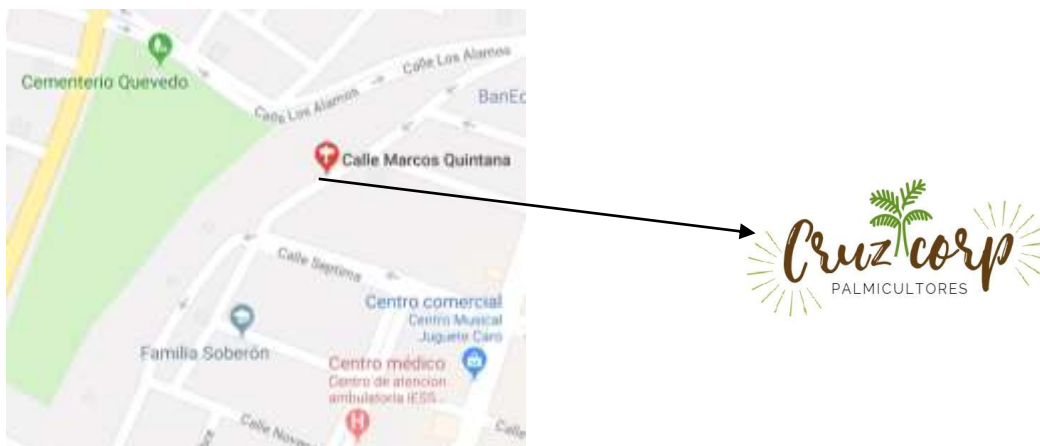 Cementerio Quevedo
Calle Los Alamos
Calle Los Alamos
BanEc
Calle Marcos Quintana
Calle Septima
Centro comercial
Centro Musical
Juguete Caro
Familia Soberón
Centro médico
Centro de atencion
ambulatoria IESS...
Calle Novena
Calle
Cruz corp
PALMICULTORES